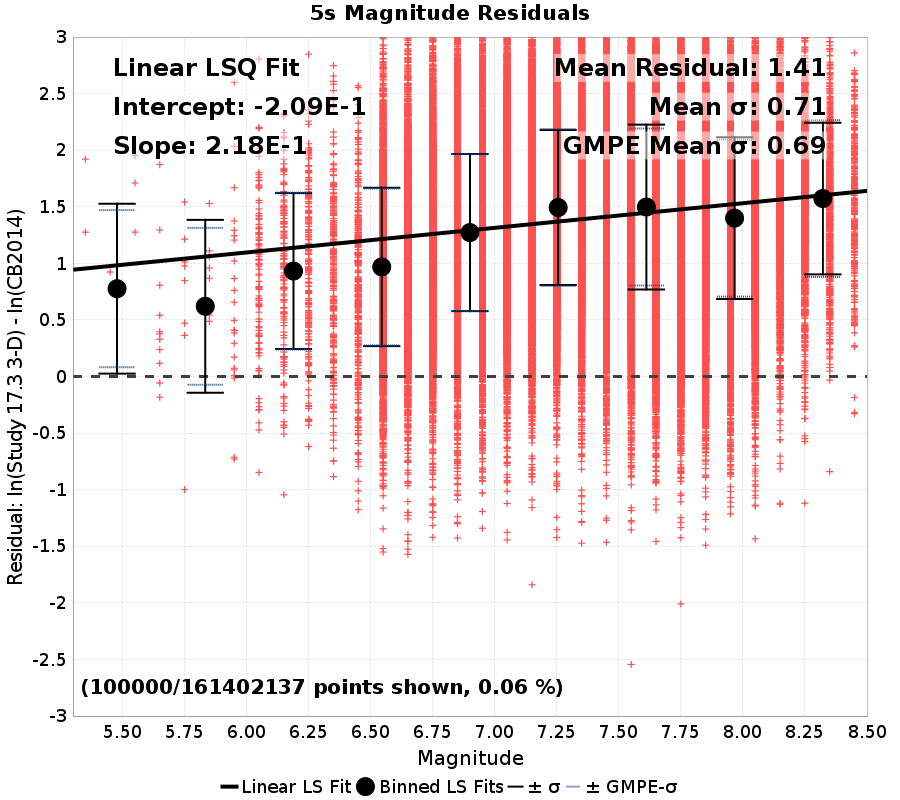 5s Magnitude Residuals
Linear LSQ Fit
Intercept: -2.09E-1
Slope: 2.18E-1
Mean Residual: 1.41
Mean σ: 0.71
GMPE Mean σ: 0.69
Residual: ln(Study 17.3 3-D) - ln(CB2014)
3
2.5
2
1.5
1
0.5
0
-0.5
-1
-1.5
-2
-2.5
-3
(100000/161402137 points shown, 0.06 %)
5.50 5.75 6.00 6.25 6.50 6.75 7.00 7.25 7.50 7.75 8.00 8.25 8.50
Magnitude
Linear LS Fit Binned LS Fits ± σ ± GMPE-σ